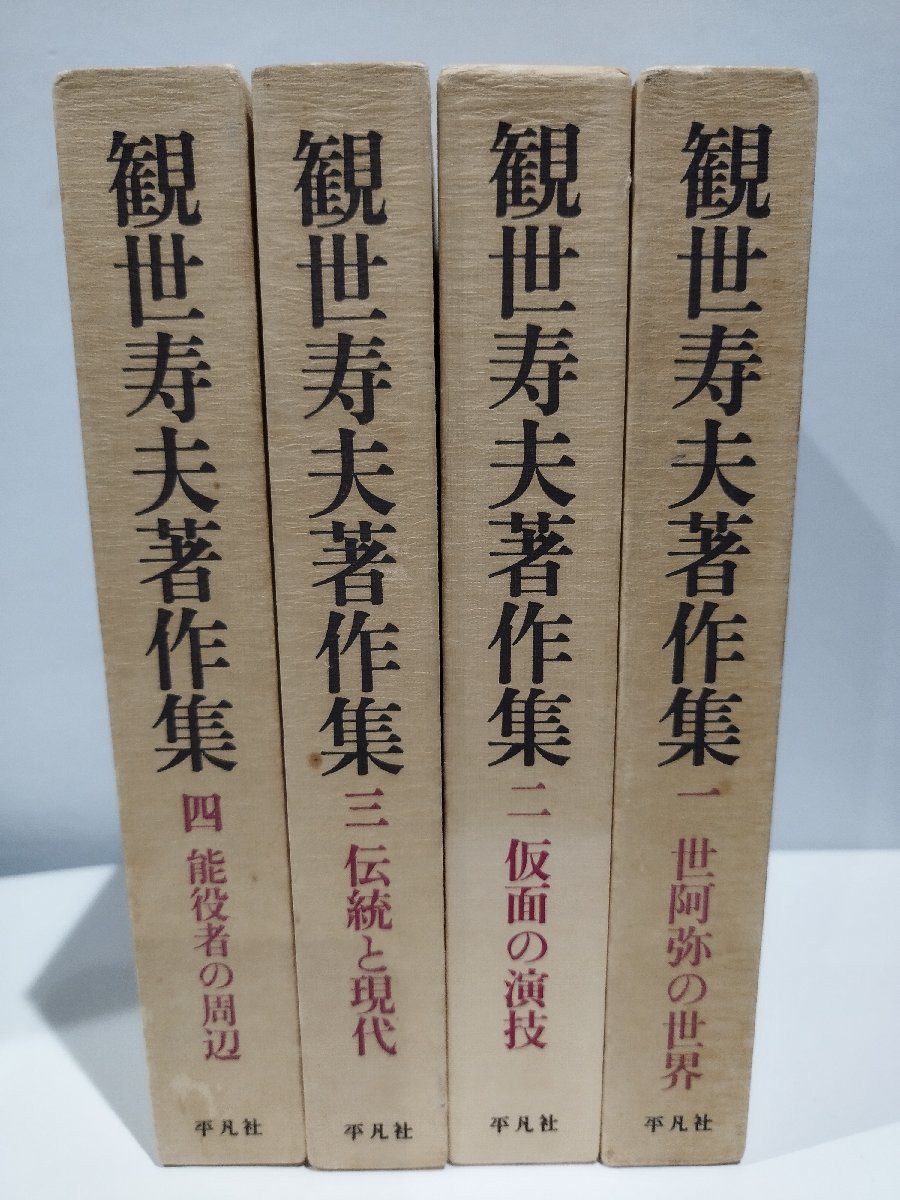 観世寿夫著作集 一 世阿弥の世界
平凡社
観世寿夫著作集 二 仮面の演技
平凡社
観世寿夫著作集 三 伝統と現代
平凡社
観世寿夫著作集 四 能役者の周辺
平凡社